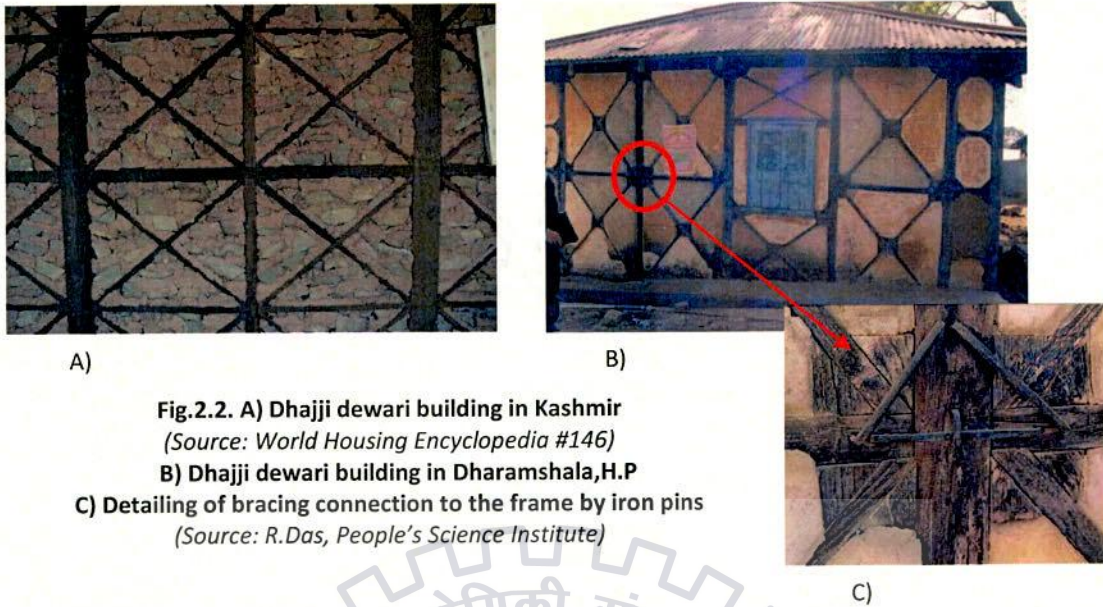 A)
B)
Fig.2.2. A) Dhajji dewari building in Kashmir
(Source: World Housing Encyclopedia #146)
B) Dhajji dewari building in Dharamshala,H.P
C) Detailing of bracing connection to the frame by iron pins
(Source: R.Das, People's Science Institute)
C)